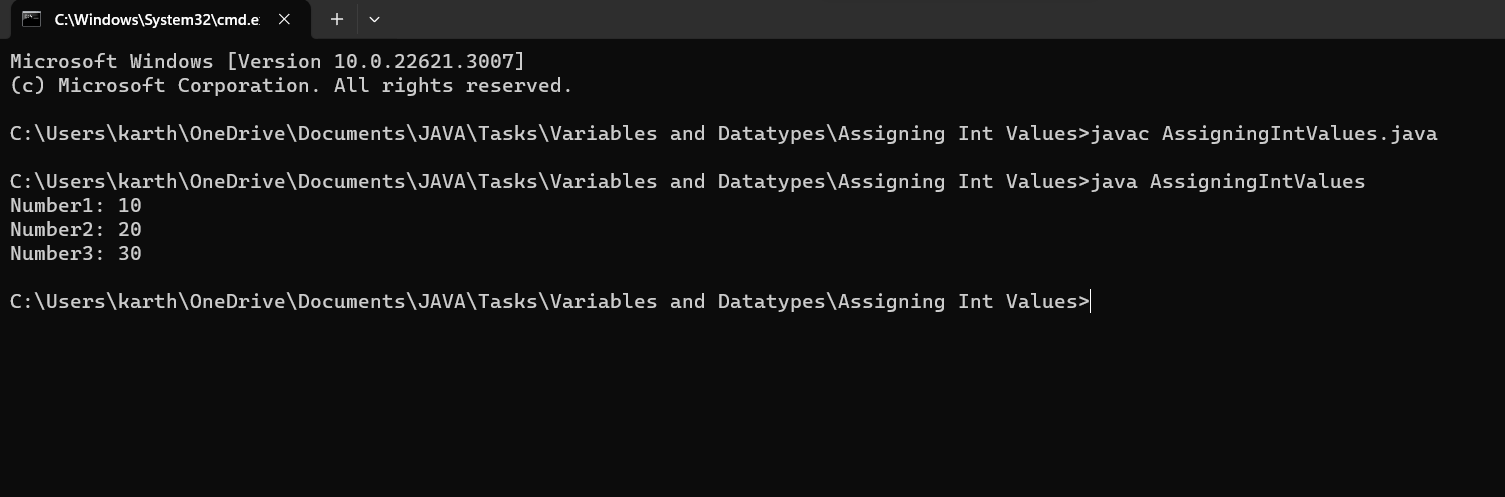 C:\Windows\System32\cmd.e
Microsoft Windows [Version 10.0.22621.3007]
(c) Microsoft Corporation. All rights reserved.
C:\Users\karth\OneDrive\Documents\JAVA\Tasks\Variables and Datatypes\Assigning Int Values>javac AssigningIntValues.java
C:\Users\karth\OneDrive\Documents\JAVA\Tasks\Variables and Datatypes\Assigning Int Values>java AssigningIntValues
Number1: 10
Number2: 20
Number3: 30
C:\Users\karth\OneDrive\Documents\JAVA\Tasks\Variables and Datatypes\Assigning Int Values>